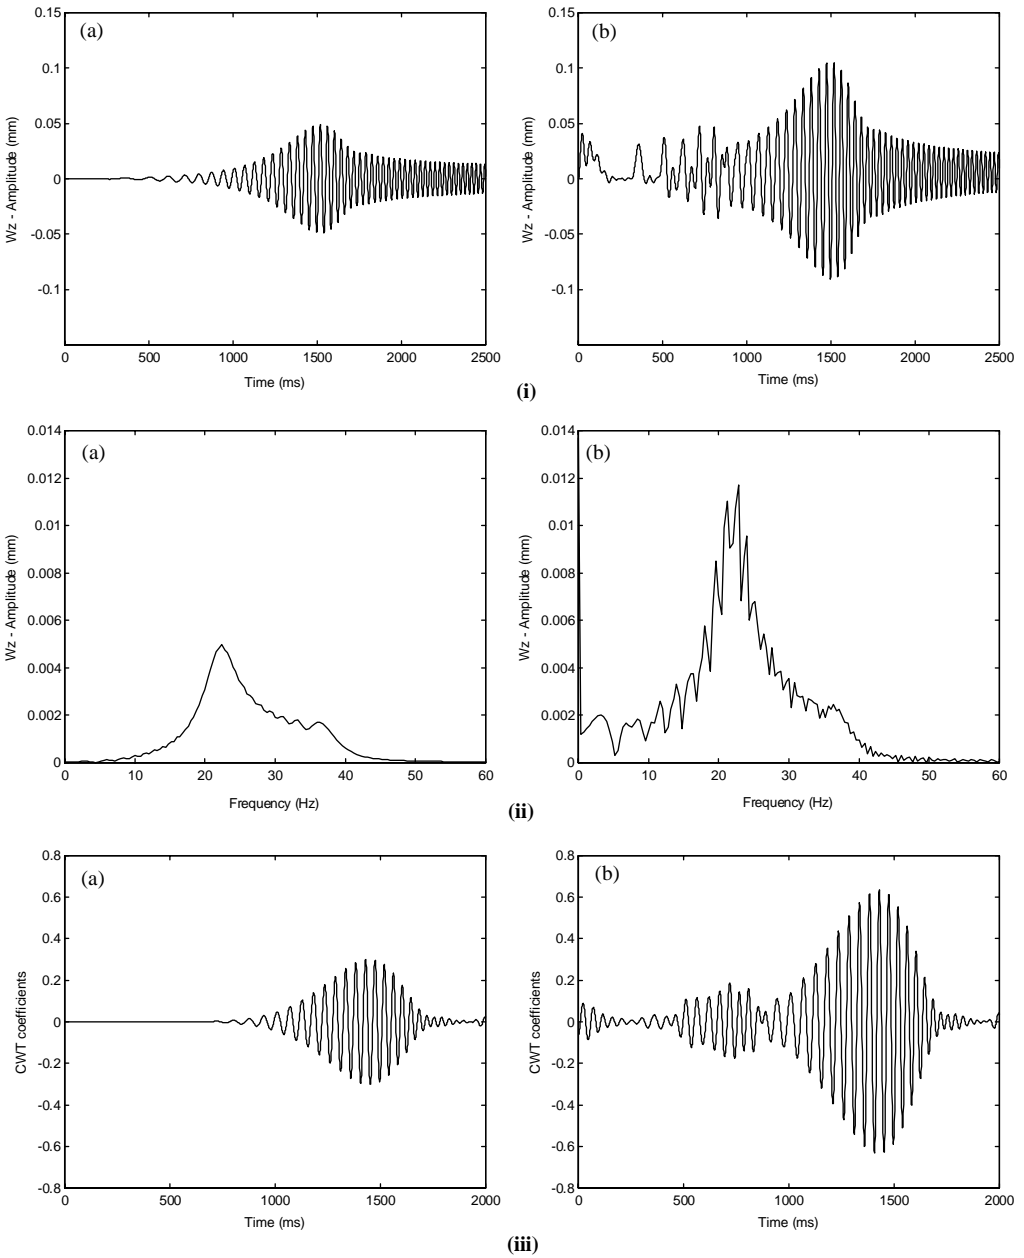 (a)
0.15
0.1
0.05
0
-0.05
-0.1
Wz - Amplitude (mm)
0 500 1000 1500 2000 2500
Time (ms)
(b)
0.15
0.1
0.05
0
-0.05
-0.1
Wz - Amplitude (mm)
0 500 1000 1500 2000 2500
Time (ms)
(i)
(a)
0.014
0.012
0.01
0.008
0.006
0.004
0.002
0
Wz - Amplitude (mm)
0 10 20 30 40 50 60
Frequency (Hz)
(b)
0.014
0.012
0.01
0.008
0.006
0.004
0.002
0
Wz - Amplitude (mm)
0 10 20 30 40 50 60
Frequency (Hz)
(ii)
(a)
0.8
0.6
0.4
0.2
0
-0.2
-0.4
-0.6
-0.8
CWT coefficients
0 500 1000 1500 2000
Time (ms)
(b)
0.8
0.6
0.4
0.2
0
-0.2
-0.4
-0.6
-0.8
CWT coefficients
0 500 1000 1500 2000
Time (ms)
(iii)